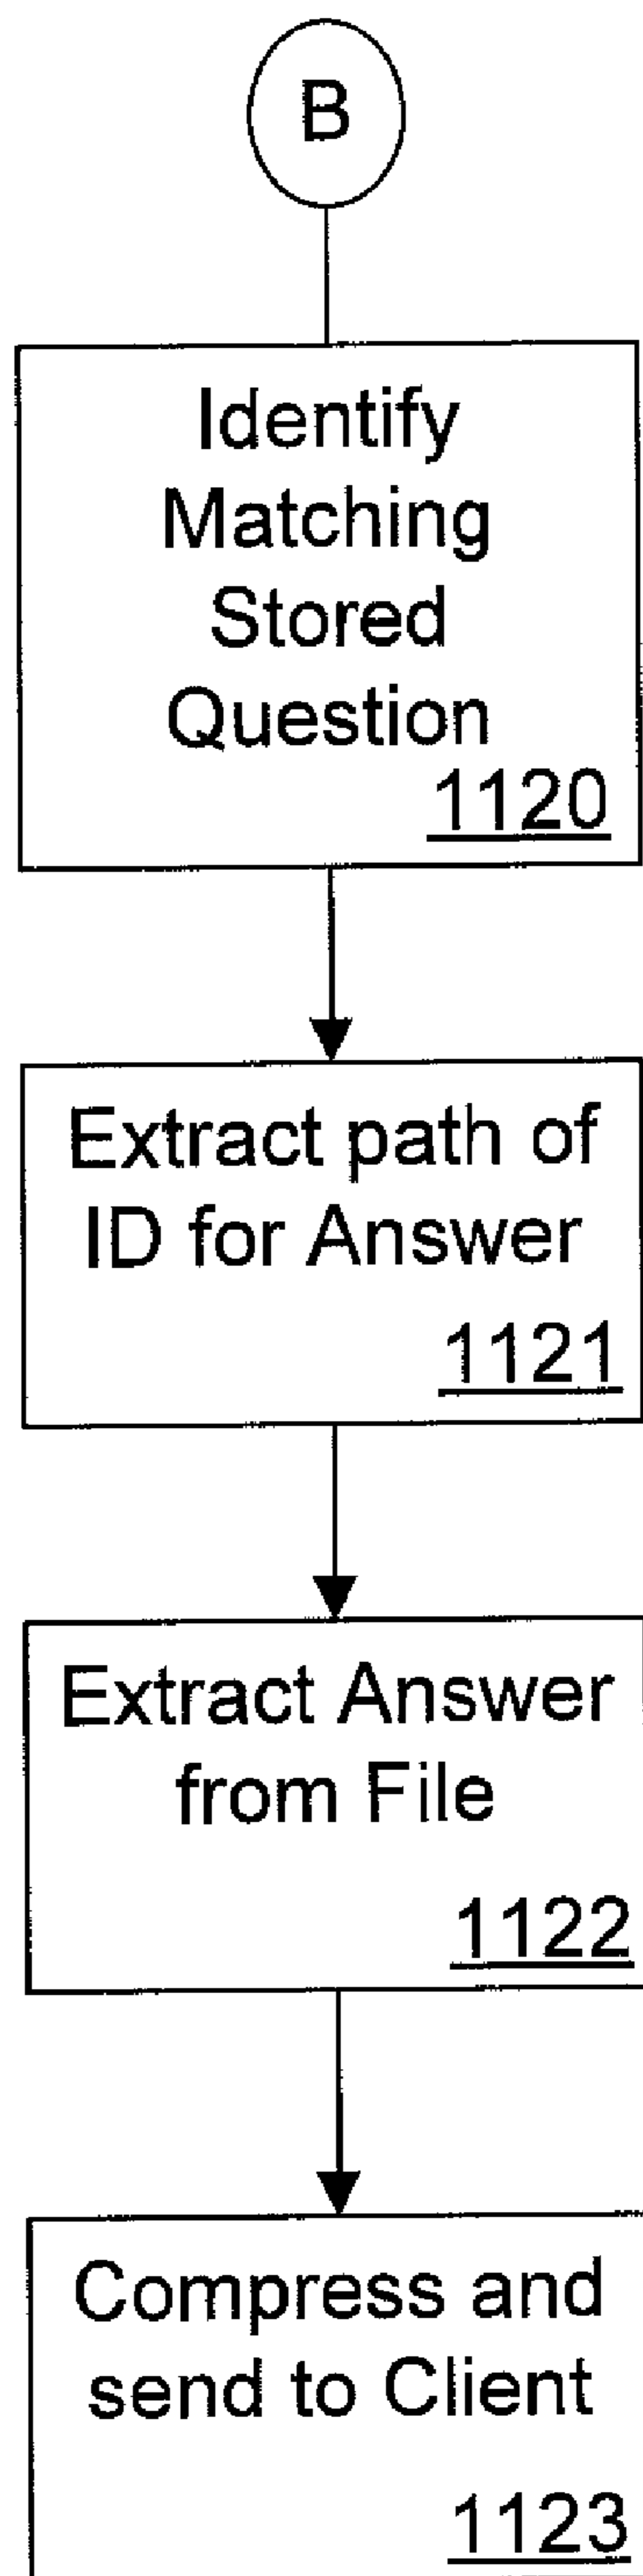 B
Identify
Matching
Stored
Question
1120
Extract path of
ID for Answer
1121
Extract Answer
from File
1122
Compress and
send to Client
1123